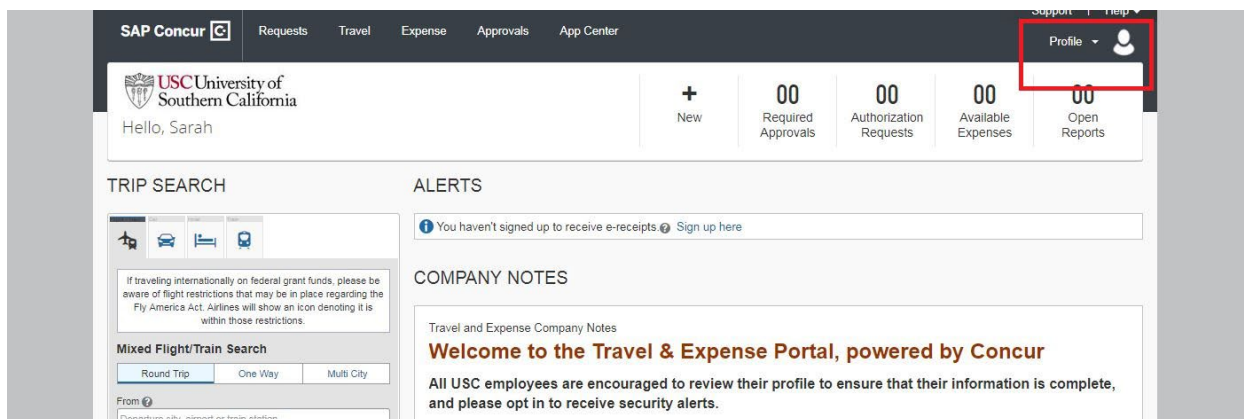 Support | Help
SAP Concur C Requests Travel Expense Approvals App Center
Profile
USC University of
Southern California
Hello, Sarah
+ 00 00 00 00
New Required Authorization Available Open
Approvals Requests Expenses Reports
TRIP SEARCH
ALERTS
You haven't signed up to receive e-receipts. Sign up here
If traveling internationally on federal grant funds, please be
aware of flight restrictions that may be in place regarding the
Fly America Act. Airlines will show an icon denoting it is
within those restrictions.
Mixed Flight/Train Search
Round Trip One Way Multi City
From
Departure city, airport or train station
COMPANY NOTES
Travel and Expense Company Notes
Welcome to the Travel & Expense Portal, powered by Concur
All USC employees are encouraged to review their profile to ensure that their information is complete,
and please opt in to receive security alerts.